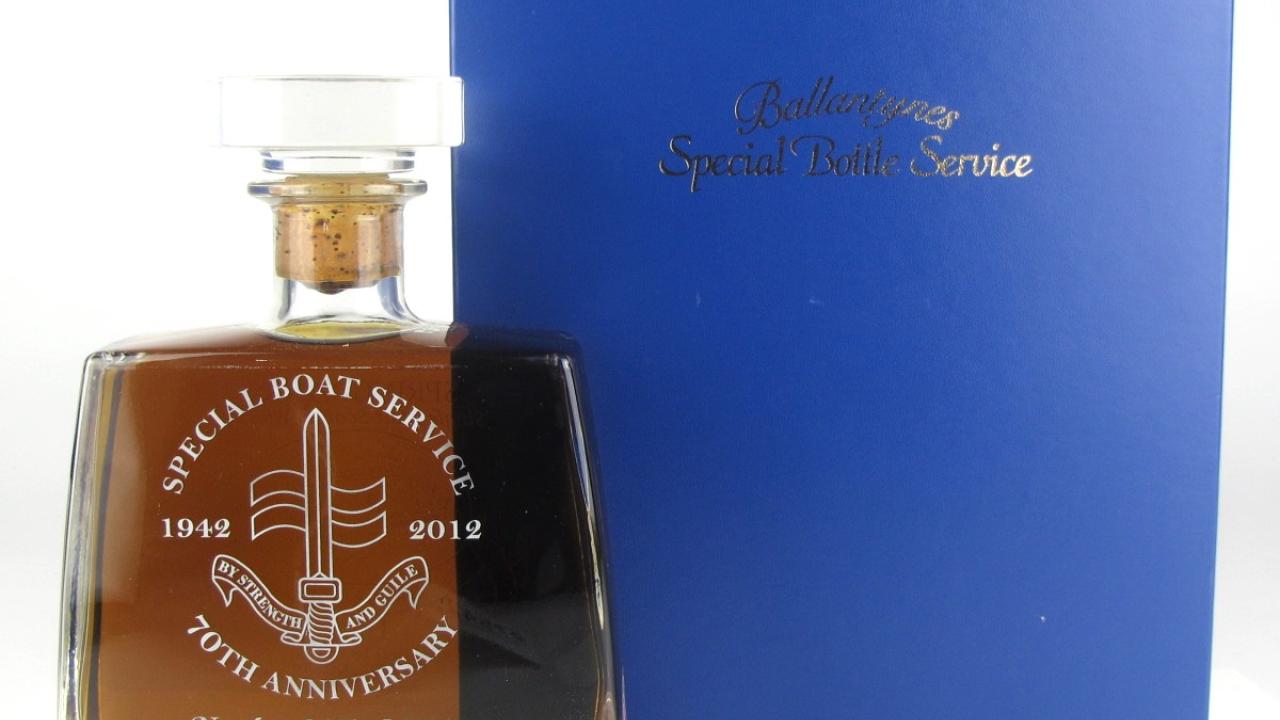 Ballantynes
Special Bottle Service
SPECIAL BOAT SERVICE
1942 2012
BY STRENGTH AND GUILE
70TH ANNIVERSARY